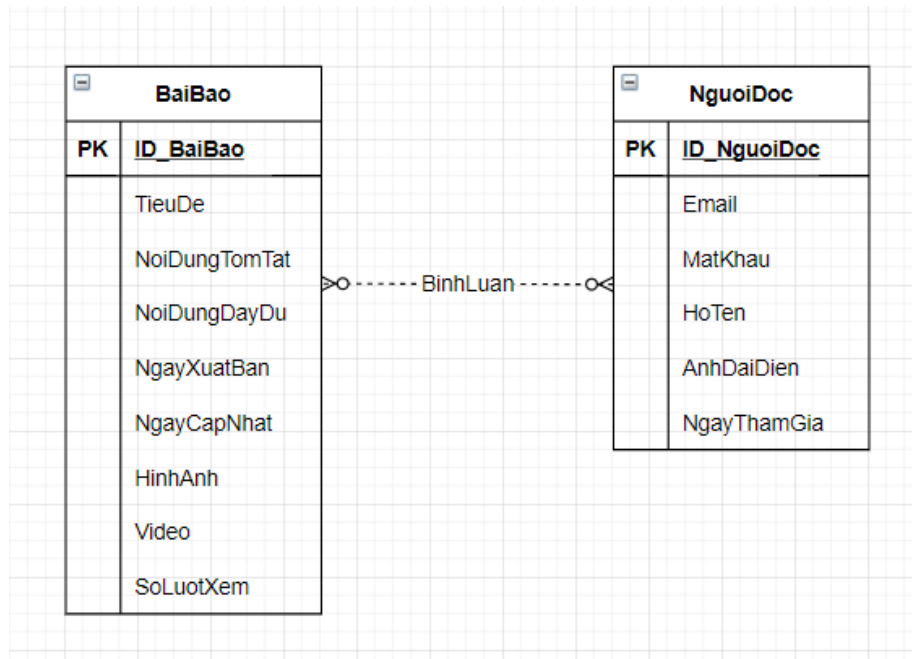 BaiBao
PK ID_BaiBao
TieuDe
NoiDungTomTat
NoiDungDayDu
NgayXuatBan
NgayCapNhat
HinhAnh
Video
SoLuotXem
BinhLuan
NguoiDoc
PK ID_NguoiDoc
Email
MatKhau
HoTen
AnhDaiDien
NgayThamGia